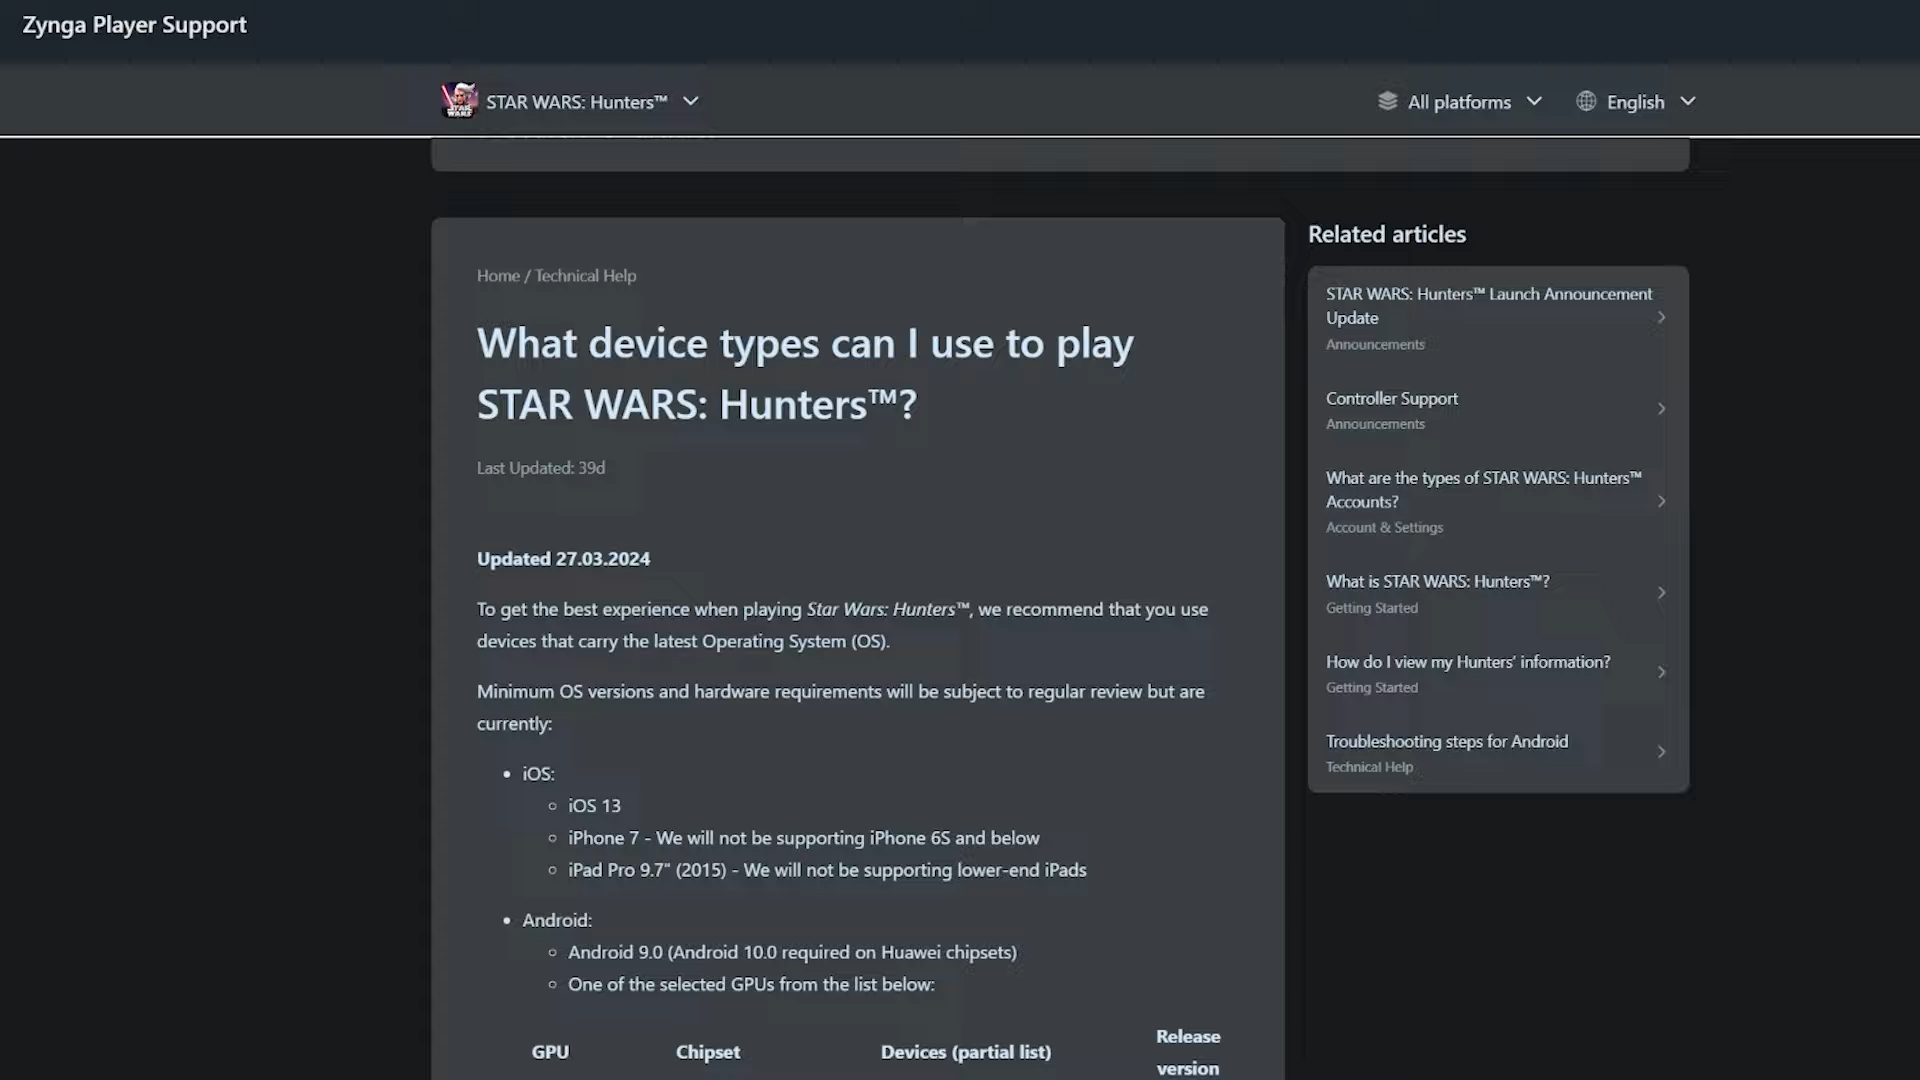 Zynga Player Support
STAR WARS: Hunters™
All platforms
English
Home / Technical Help
What device types can I use to play
STAR WARS: Hunters™?
Last Updated: 39d
Updated 27.03.2024
To get the best experience when playing Star Wars: Hunters™, we recommend that you use
devices that carry the latest Operating System (OS).
Minimum OS versions and hardware requirements will be subject to regular review but are
currently:
• iOS:
◦ iOS 13
◦ iPhone 7 - We will not be supporting iPhone 6S and below
◦ iPad Pro 9.7" (2015) - We will not be supporting lower-end iPads
• Android:
◦ Android 9.0 (Android 10.0 required on Huawei chipsets)
◦ One of the selected GPUs from the list below:
GPU Chipset Devices (partial list) Release
version
Related articles
STAR WARS: Hunters™ Launch Announcement
Update
Announcements
Controller Support
Announcements
What are the types of STAR WARS: Hunters™
Accounts?
Account & Settings
What is STAR WARS: Hunters™?
Getting Started
How do I view my Hunters' information?
Getting Started
Troubleshooting steps for Android
Technical Help